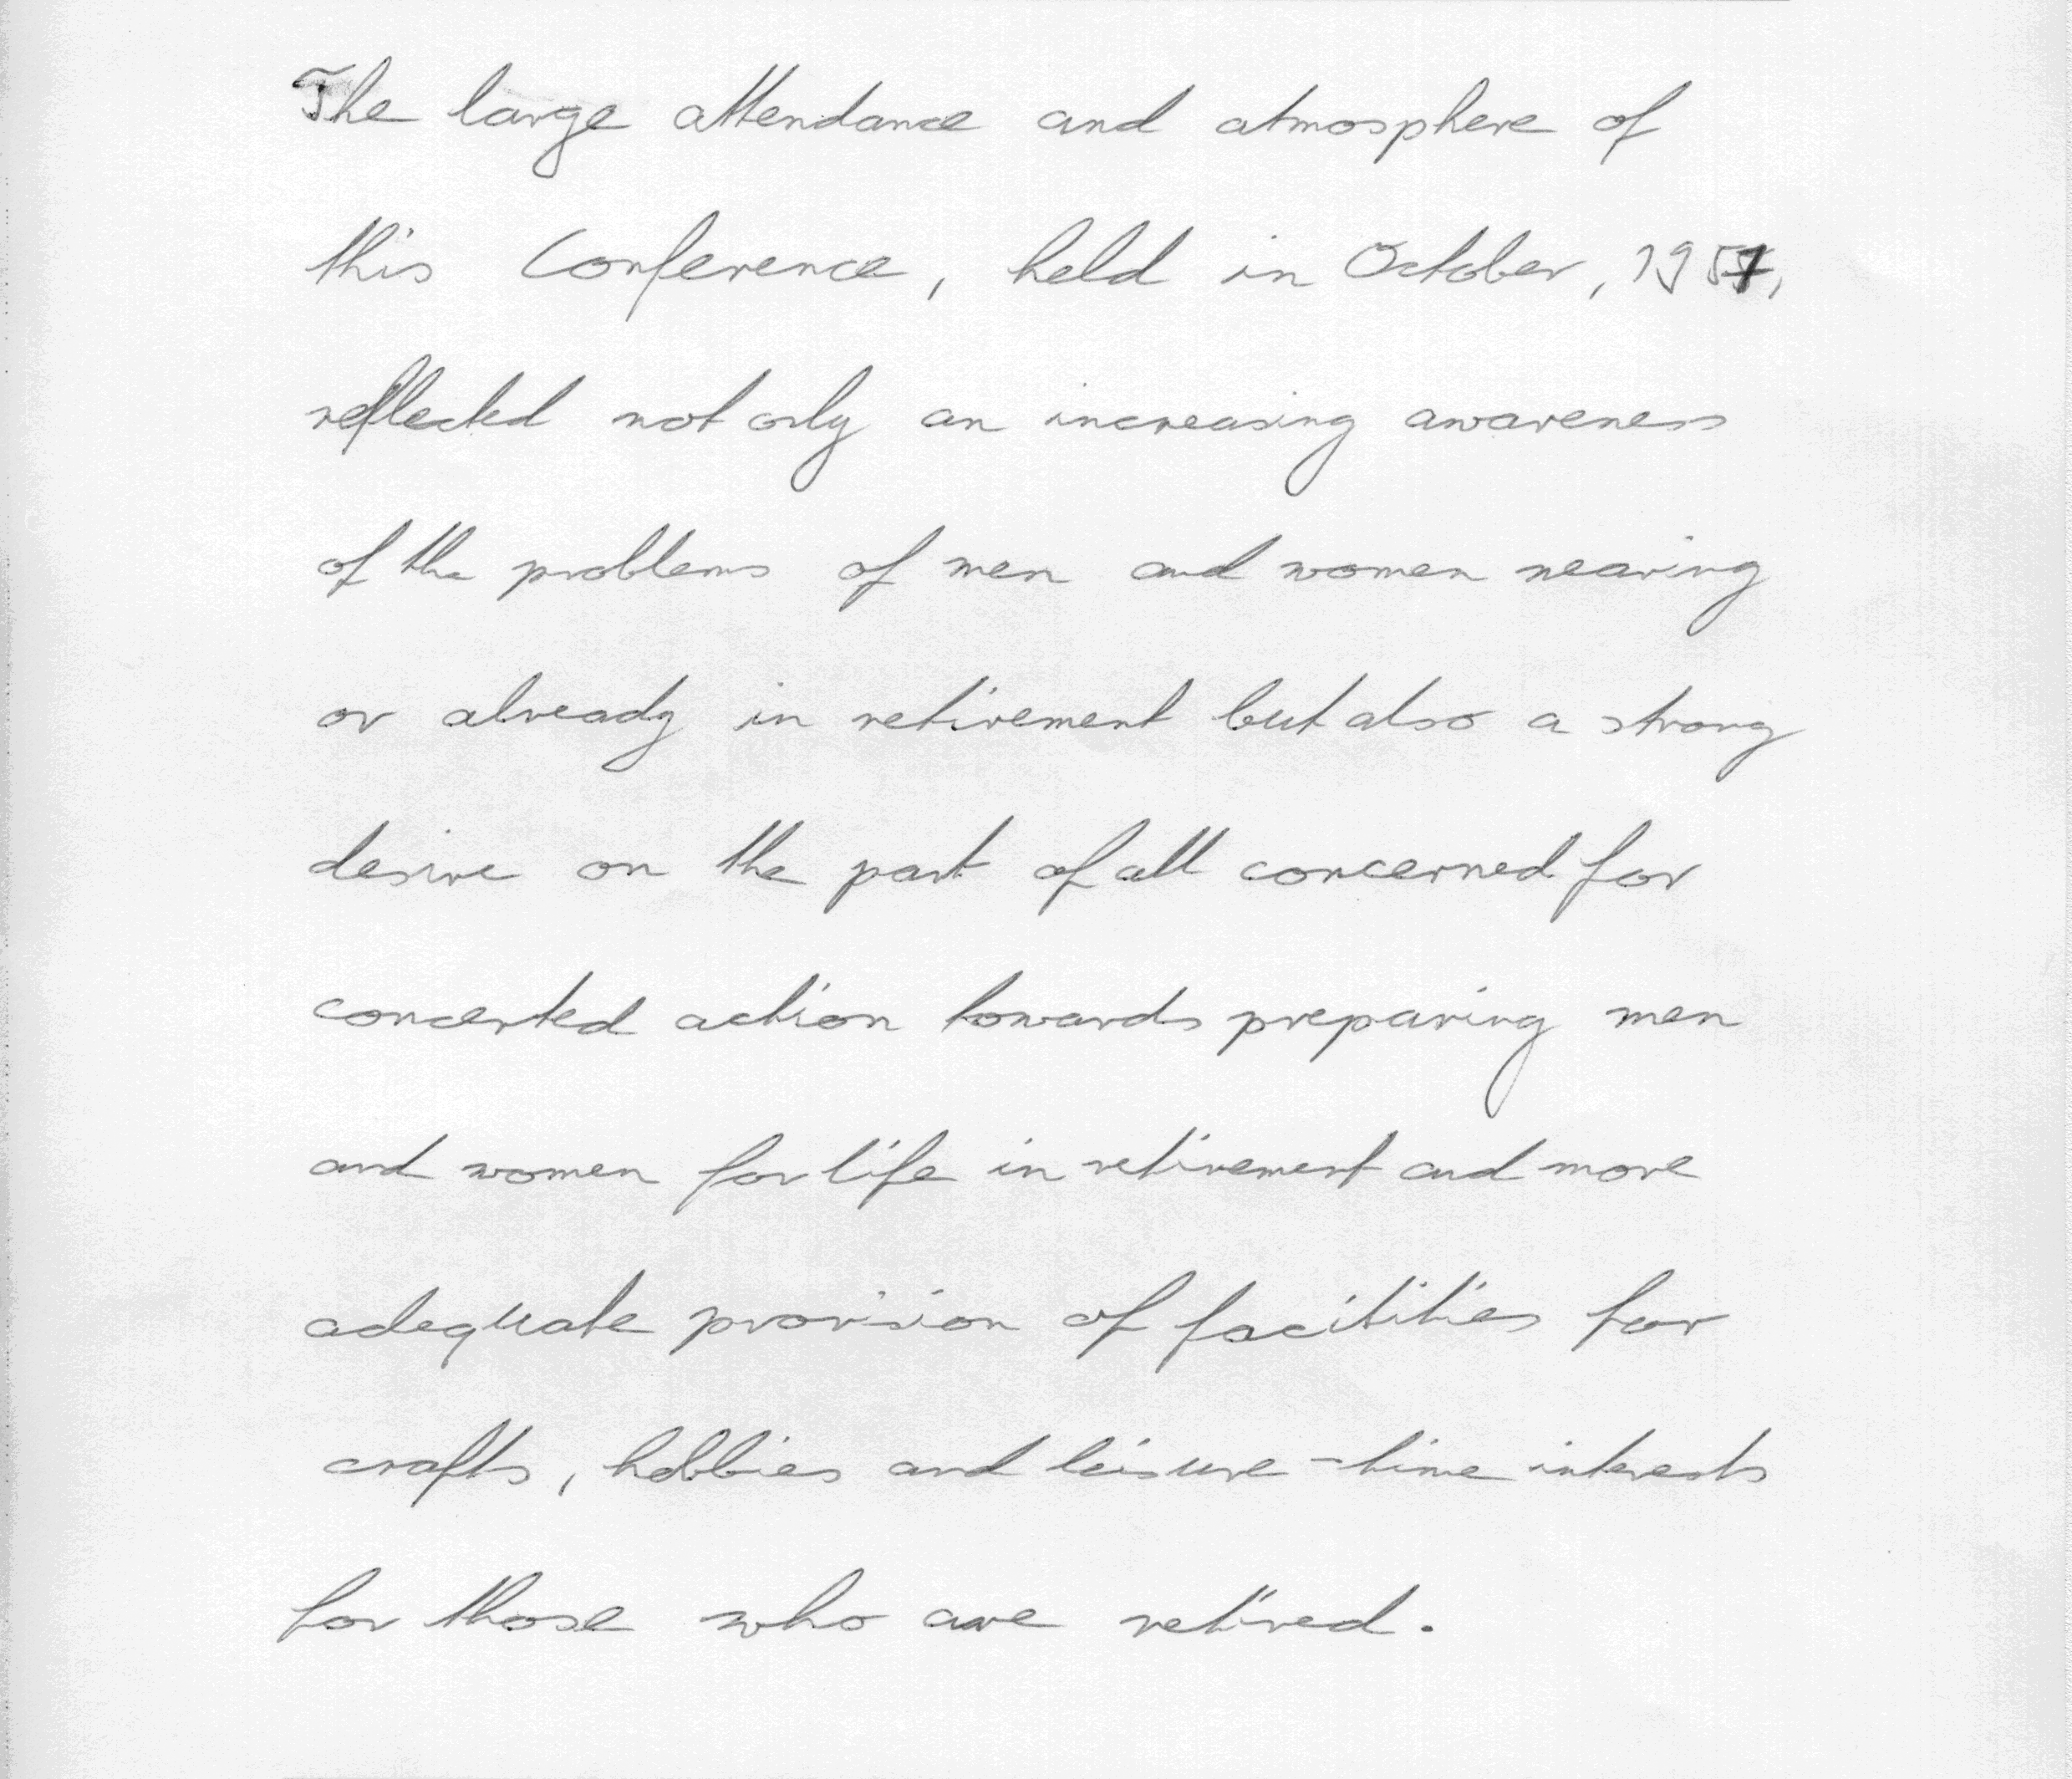 The large attendance and atmosphere of
this Conference, held in October, 1957,
reflected not only an increasing awareness
of the problems of men and women nearing
or already in retirement but also a strong
desire on the part of all concerned for
concerted action towards preparing men
and women for life in retirement and more
adequate provision of facilities for
crafts, hobbies and leisure-time interests
for those who are retired.